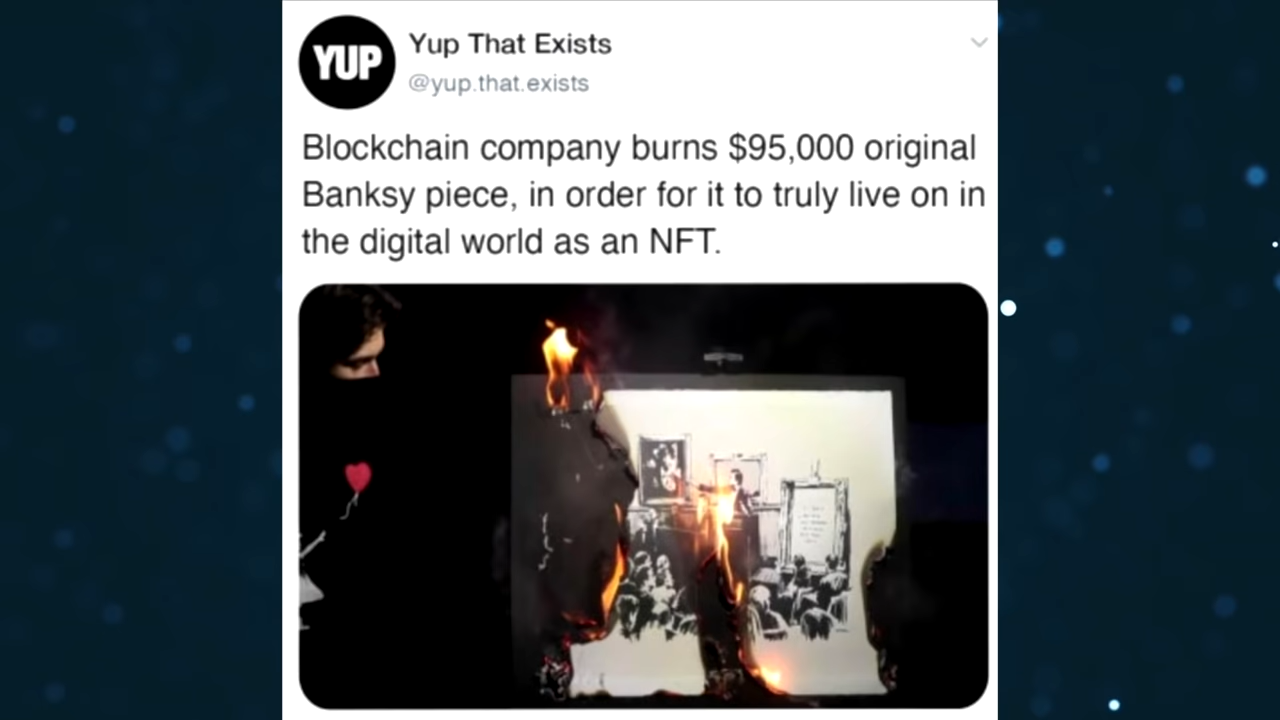 YUP
Yup That Exists
@yup.that.exists
Blockchain company burns $95,000 original
Banksy piece, in order for it to truly live on in
the digital world as an NFT.